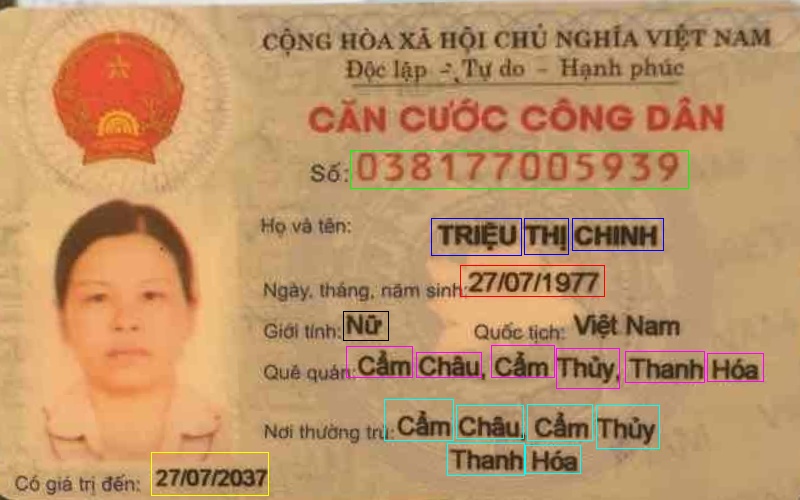 CỘNG HÒA XÃ HỘI CHỦ NGHĨA VIỆT NAM
Độc lập - Tự do - Hạnh phúc
CĂN CƯỚC CÔNG DÂN
Số: 038177005939
Họ và tên: TRIỆU THỊ CHINH
Ngày, tháng, năm sinh: 27/07/1977
Giới tính: Nữ Quốc tịch: Việt Nam
Quê quán: Cẩm Châu, Cẩm Thủy, Thanh Hóa
Nơi thường trú: Cẩm Châu, Cẩm Thủy
Thanh Hóa
Có giá trị đến: 27/07/2037